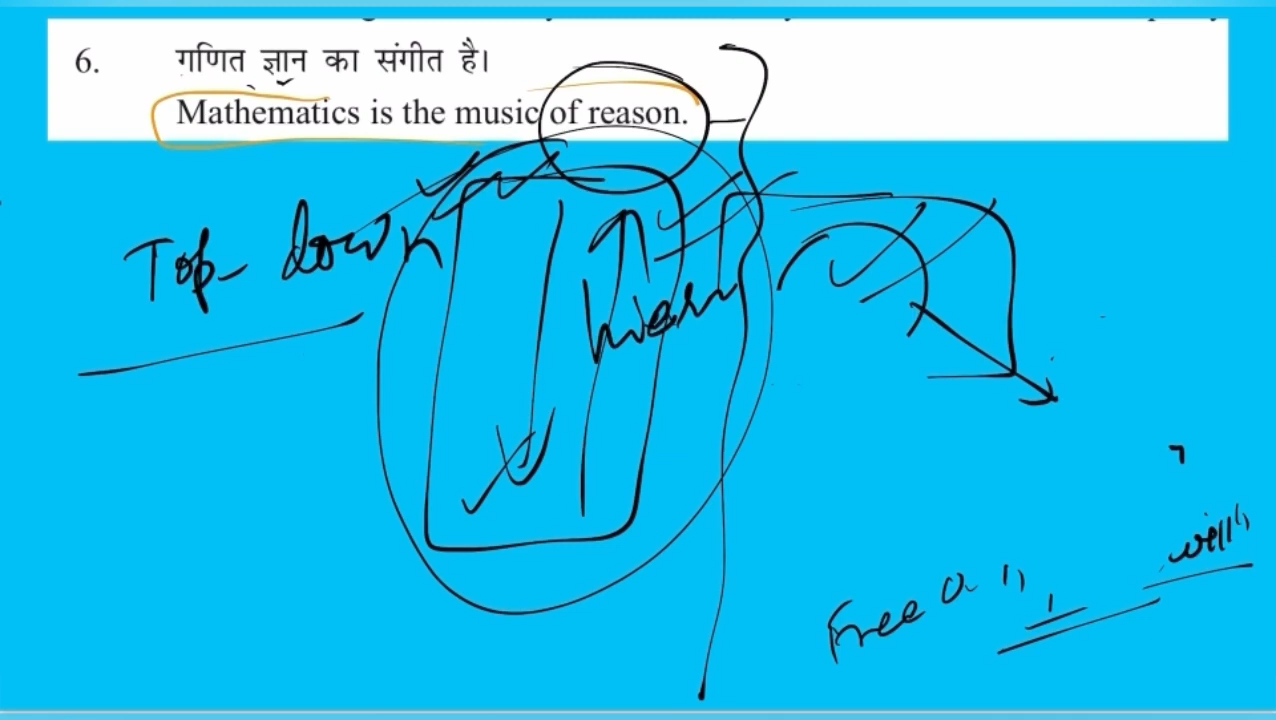 6. गणित ज्ञान का संगीत है।
Mathematics is the music of reason.
Top-down
Free
will